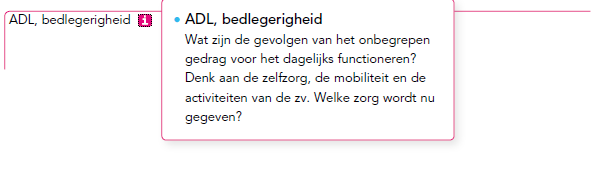 ADL, bedlegerigheid i
ADL, bedlegerigheid
Wat zijn de gevolgen van het onbegrepen
gedrag voor het dagelijks functioneren?
Denk aan de zelfzorg, de mobiliteit en de
activiteiten van de zv. Welke zorg wordt nu
gegeven?